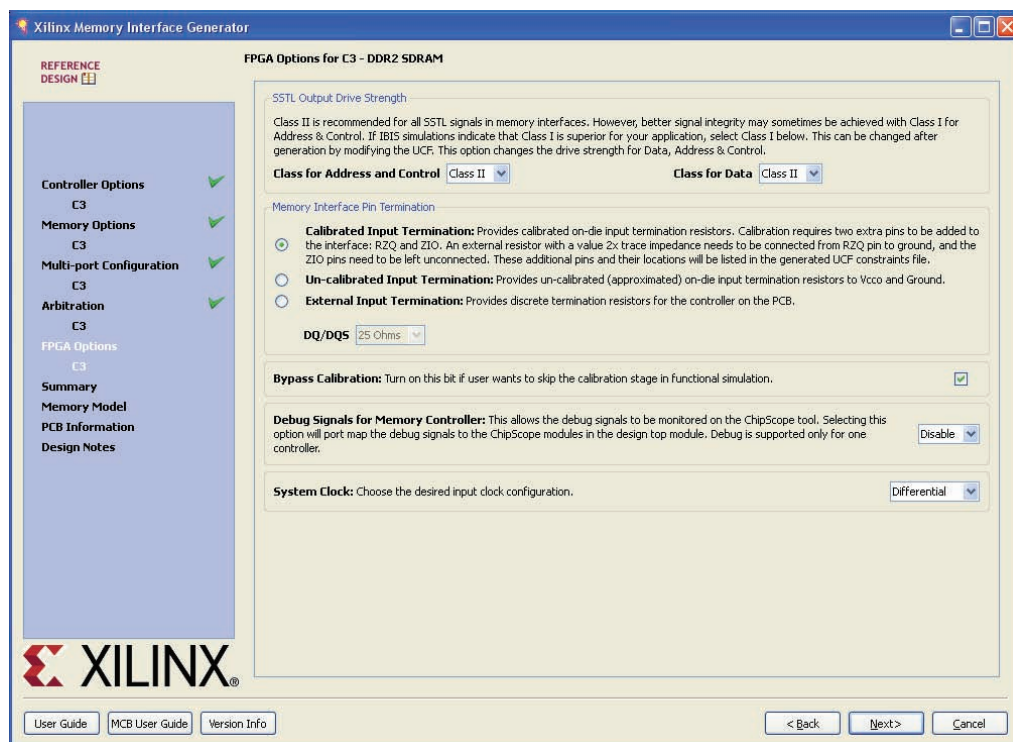 Xilinx Memory Interface Generator
REFERENCE
DESIGN
Controller Options
C3
Memory Options
C3
Multi-port Configuration
C3
Arbitration
C3
FPGA Options
C3
Summary
Memory Model
PCB Information
Design Notes
XILINX®
FPGA Options for C3 - DDR2 SDRAM
SSTL Output Drive Strength
Class II is recommended for all SSTL signals in memory interfaces. However, better signal integrity may sometimes be achieved with Class I for
Address & Control. If IBIS simulations indicate that Class I is superior for your application, select Class I below. This can be changed after
generation by modifying the UCF. This option changes the drive strength for Data, Address & Control.
Class for Address and Control Class II Class for Data Class II
Memory Interface Pin Termination
Calibrated Input Termination: Provides calibrated on-die input termination resistors. Calibration requires two extra pins to be added to
the interface: RZQ and ZIO. An external resistor with a value 2x trace impedance needs to be connected from RZQ pin to ground, and the
ZIO pins need to be left unconnected. These additional pins and their locations will be listed in the generated UCF constraints file.
Un-calibrated Input Termination: Provides un-calibrated (approximated) on-die input termination resistors to Vcco and Ground.
External Input Termination: Provides discrete termination resistors for the controller on the PCB.
DQ/DQS 25 Ohms
Bypass Calibration: Turn on this bit if user wants to skip the calibration stage in functional simulation.
Debug Signals for Memory Controller: This allows the debug signals to be monitored on the ChipScope tool. Selecting this
option will port map the debug signals to the ChipScope modules in the design top module. Debug is supported only for one
controller.
Disable
System Clock: Choose the desired input clock configuration. Differential
User Guide MCB User Guide Version Info < Back Next> Cancel